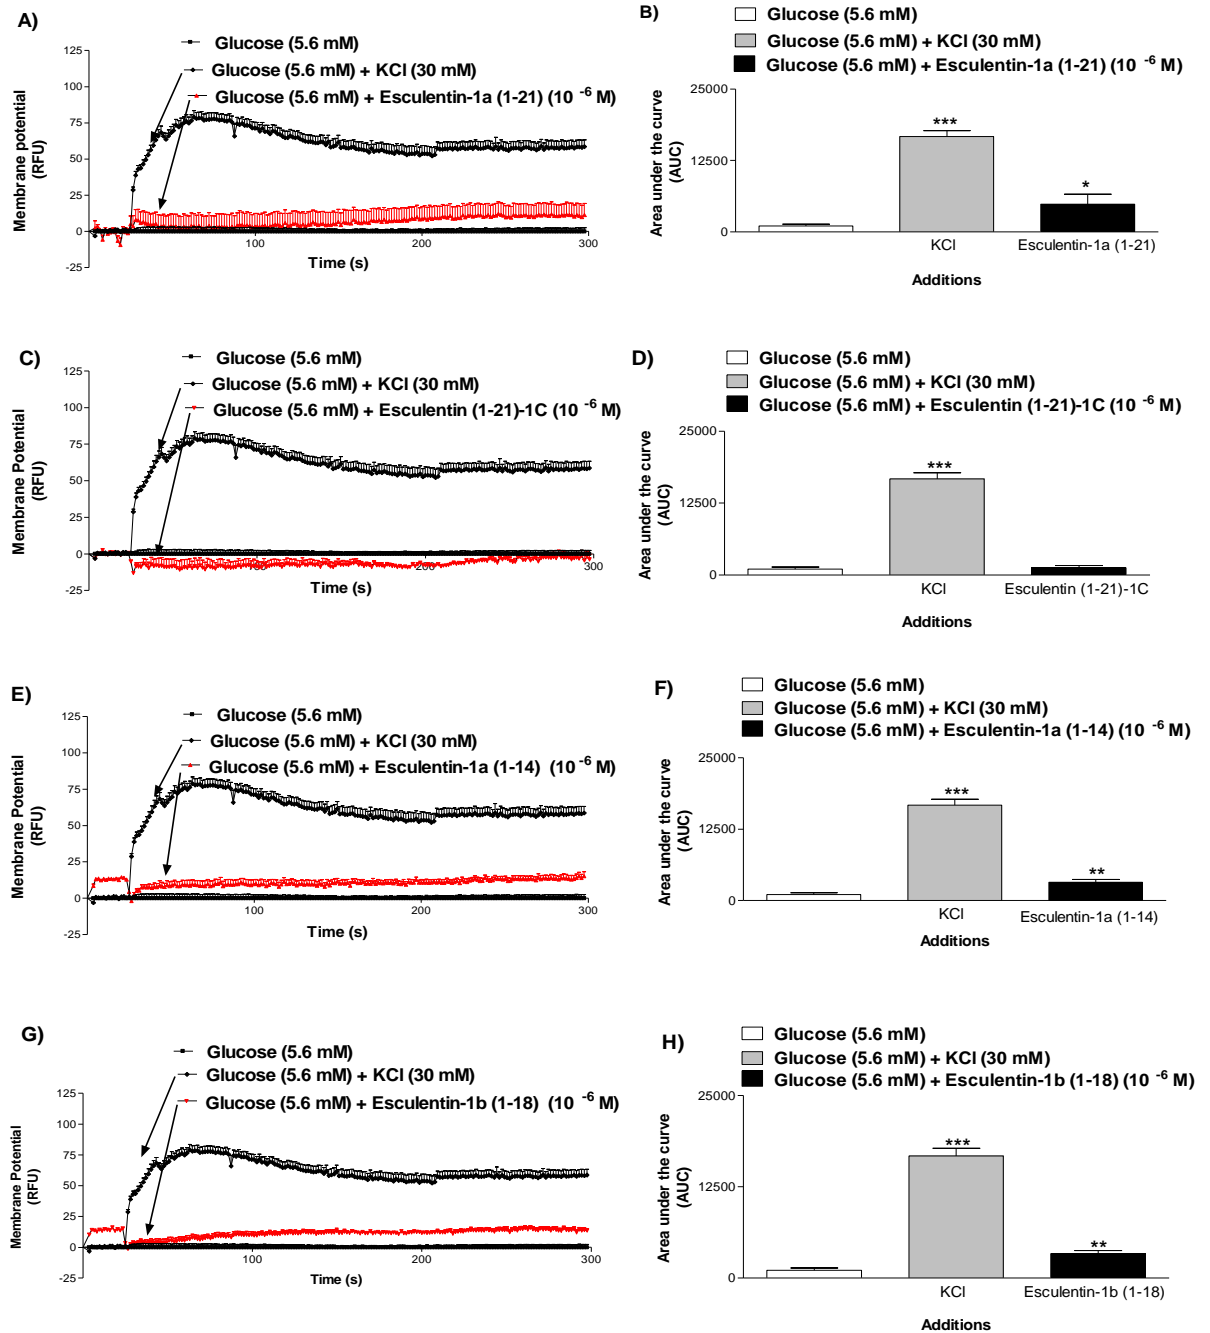 A)
Glucose (5.6 mM)
Glucose (5.6 mM) + KCl (30 mM)
Glucose (5.6 mM) + Esculentin-1a (1-21) (10 -6 M)
Membrane potential
(RFU)
125
100
75
50
25
0
-25
100
200
300
Time (s)
B)
Glucose (5.6 mM)
Glucose (5.6 mM) + KCl (30 mM)
Glucose (5.6 mM) + Esculentin-1a (1-21) (10 -6 M)
Area under the curve
(AUC)
25000
12500
0
***
*
KCl
Esculentin-1a (1-21)
Additions
C)
Glucose (5.6 mM)
Glucose (5.6 mM) + KCl (30 mM)
Glucose (5.6 mM) + Esculentin (1-21)-1C (10 -6 M)
Membrane Potential
(RFU)
125
100
75
50
25
0
-25
100
200
300
Time (s)
D)
Glucose (5.6 mM)
Glucose (5.6 mM) + KCl (30 mM)
Glucose (5.6 mM) + Esculentin (1-21)-1C (10 -6 M)
Area under the curve
(AUC)
25000
12500
0
***
KCl
Esculentin (1-21)-1C
Additions
E)
Glucose (5.6 mM)
Glucose (5.6 mM) + KCl (30 mM)
Glucose (5.6 mM) + Esculentin-1a (1-14) (10 -6 M)
Membrane Potential
(RFU)
125
100
75
50
25
0
-25
100
200
300
Time (s)
F)
Glucose (5.6 mM)
Glucose (5.6 mM) + KCl (30 mM)
Glucose (5.6 mM) + Esculentin-1a (1-14) (10 -6 M)
Area under the curve
(AUC)
25000
12500
0
***
**
KCl
Esculentin-1a (1-14)
Additions
G)
Glucose (5.6 mM)
Glucose (5.6 mM) + KCl (30 mM)
Glucose (5.6 mM) + Esculentin-1b (1-18) (10 -6 M)
Membrane Potential
(RFU)
125
100
75
50
25
0
-25
100
200
300
Time (s)
H)
Glucose (5.6 mM)
Glucose (5.6 mM) + KCl (30 mM)
Glucose (5.6 mM) + Esculentin-1b (1-18) (10 -6 M)
Area under the curve
(AUC)
25000
12500
0
***
**
KCl
Esculentin-1b (1-18)
Additions